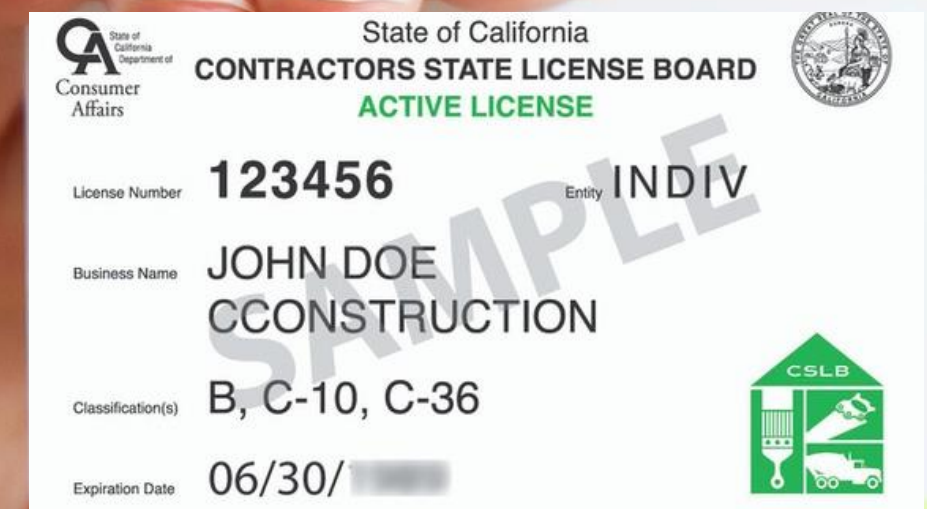 State of
California
Department of
Consumer
Affairs
State of California
CONTRACTORS STATE LICENSE BOARD
ACTIVE LICENSE
License Number 123456 Entity INDIV
Business Name JOHN DOE
CCONSTRUCTION
Classification(s) B, C-10, C-36
Expiration Date 06/30/
SAMPLE
CSLB